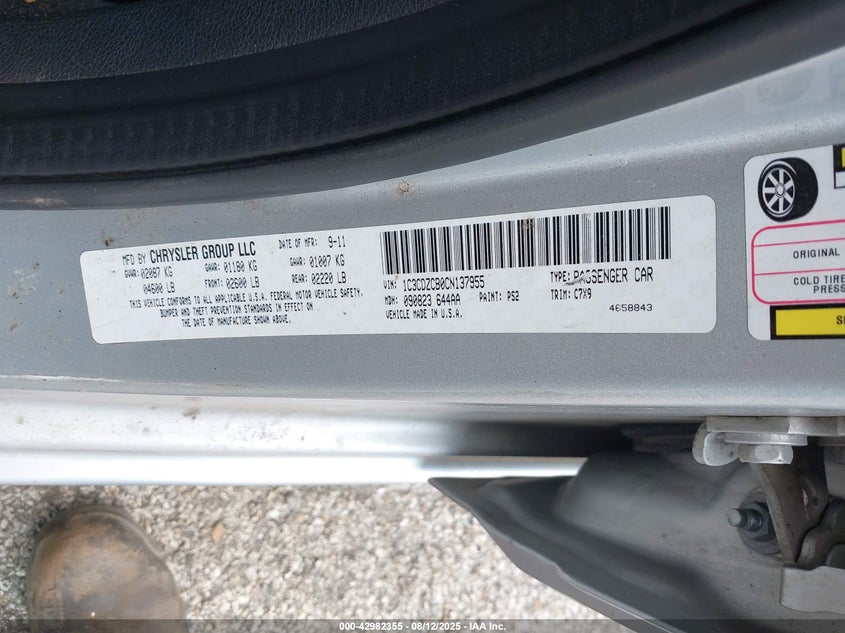 MFD BY CHRYSLER GROUP LLC DATE OF MFR: 9-11
GVWR: 02087 KG GAWR: 01180 KG GAWR: 01007 KG
04600 LB FRONT: 02600 LB REAR: 02220 LB
THIS VEHICLE CONFORMS TO ALL APPLICABLE U.S.A. FEDERAL MOTOR VEHICLE SAFETY,
BUMPER AND THEFT PREVENTION STANDARDS IN EFFECT ON
THE DATE OF MANUFACTURE SHOWN ABOVE.
VIN: 1C3CDZCB0CN137955 TYPE: PASSENGER CAR
MDH: 090823 644AA PAINT: PS2 TRIM: C7X9
VEHICLE MADE IN U.S.A. 4658843
ORIGINAL
COLD TIRE
PRESS
000-42982355 - 08/12/2025 - IAA Inc.